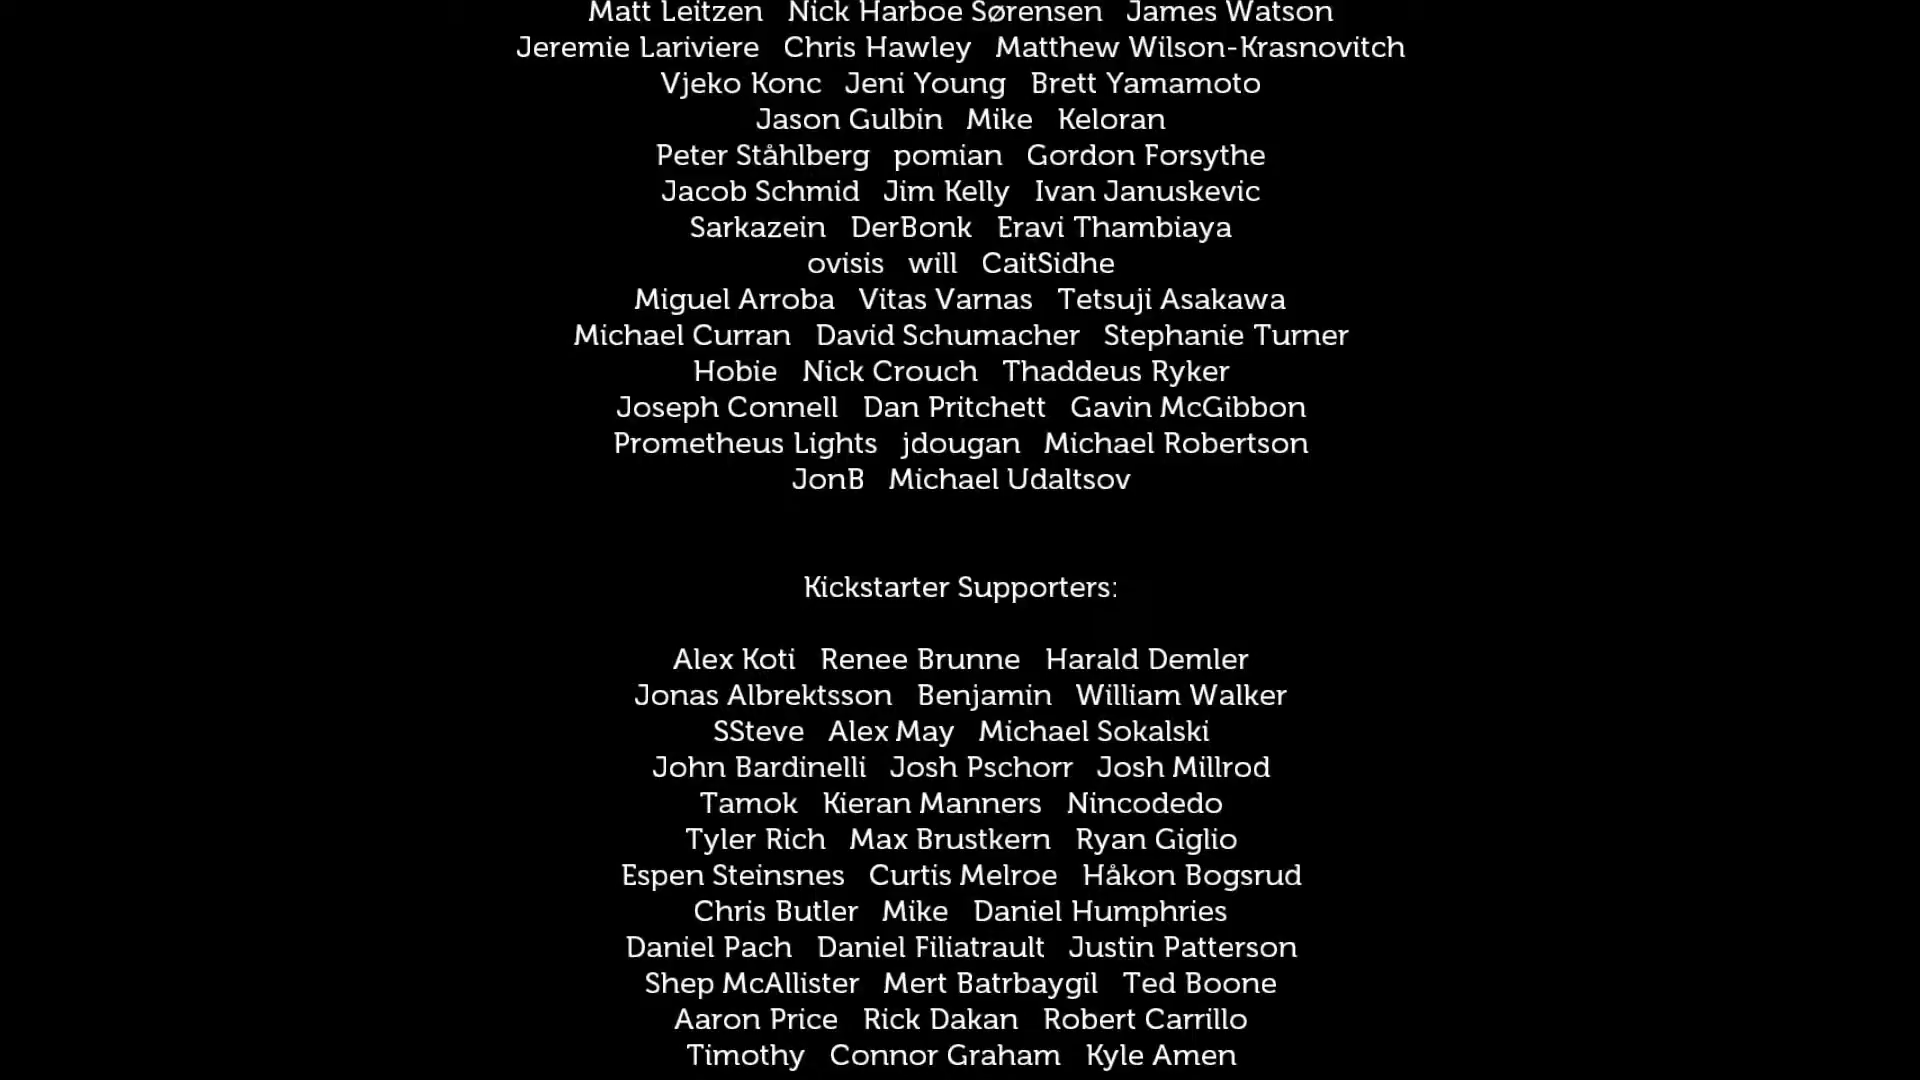 Matt Leitzen Nick Harboe Sørensen James Watson
Jeremie Lariviere Chris Hawley Matthew Wilson-Krasnovitch
Vjeko Konc Jeni Young Brett Yamamoto
Jason Gulbin Mike Keloran
Peter Ståhlberg pomian Gordon Forsythe
Jacob Schmid Jim Kelly Ivan Januskevic
Sarkazein DerBonk Eravi Thambiaya
ovisis will CaitSidhe
Miguel Arroba Vitas Varnas Tetsuji Asakawa
Michael Curran David Schumacher Stephanie Turner
Hobie Nick Crouch Thaddeus Ryker
Joseph Connell Dan Pritchett Gavin McGibbon
Prometheus Lights jdougan Michael Robertson
JonB Michael Udaltsov
Kickstarter Supporters:
Alex Koti Renee Brunne Harald Demler
Jonas Albrektsson Benjamin William Walker
SSteve Alex May Michael Sokalski
John Bardinelli Josh Pschorr Josh Millrod
Tamok Kieran Manners Nincodedo
Tyler Rich Max Brustkern Ryan Giglio
Espen Steinsnes Curtis Melroe Håkon Bogsrud
Chris Butler Mike Daniel Humphries
Daniel Pach Daniel Filiatrault Justin Patterson
Shep McAllister Mert Batrbaygil Ted Boone
Aaron Price Rick Dakan Robert Carrillo
Timothy Connor Graham Kyle Amen